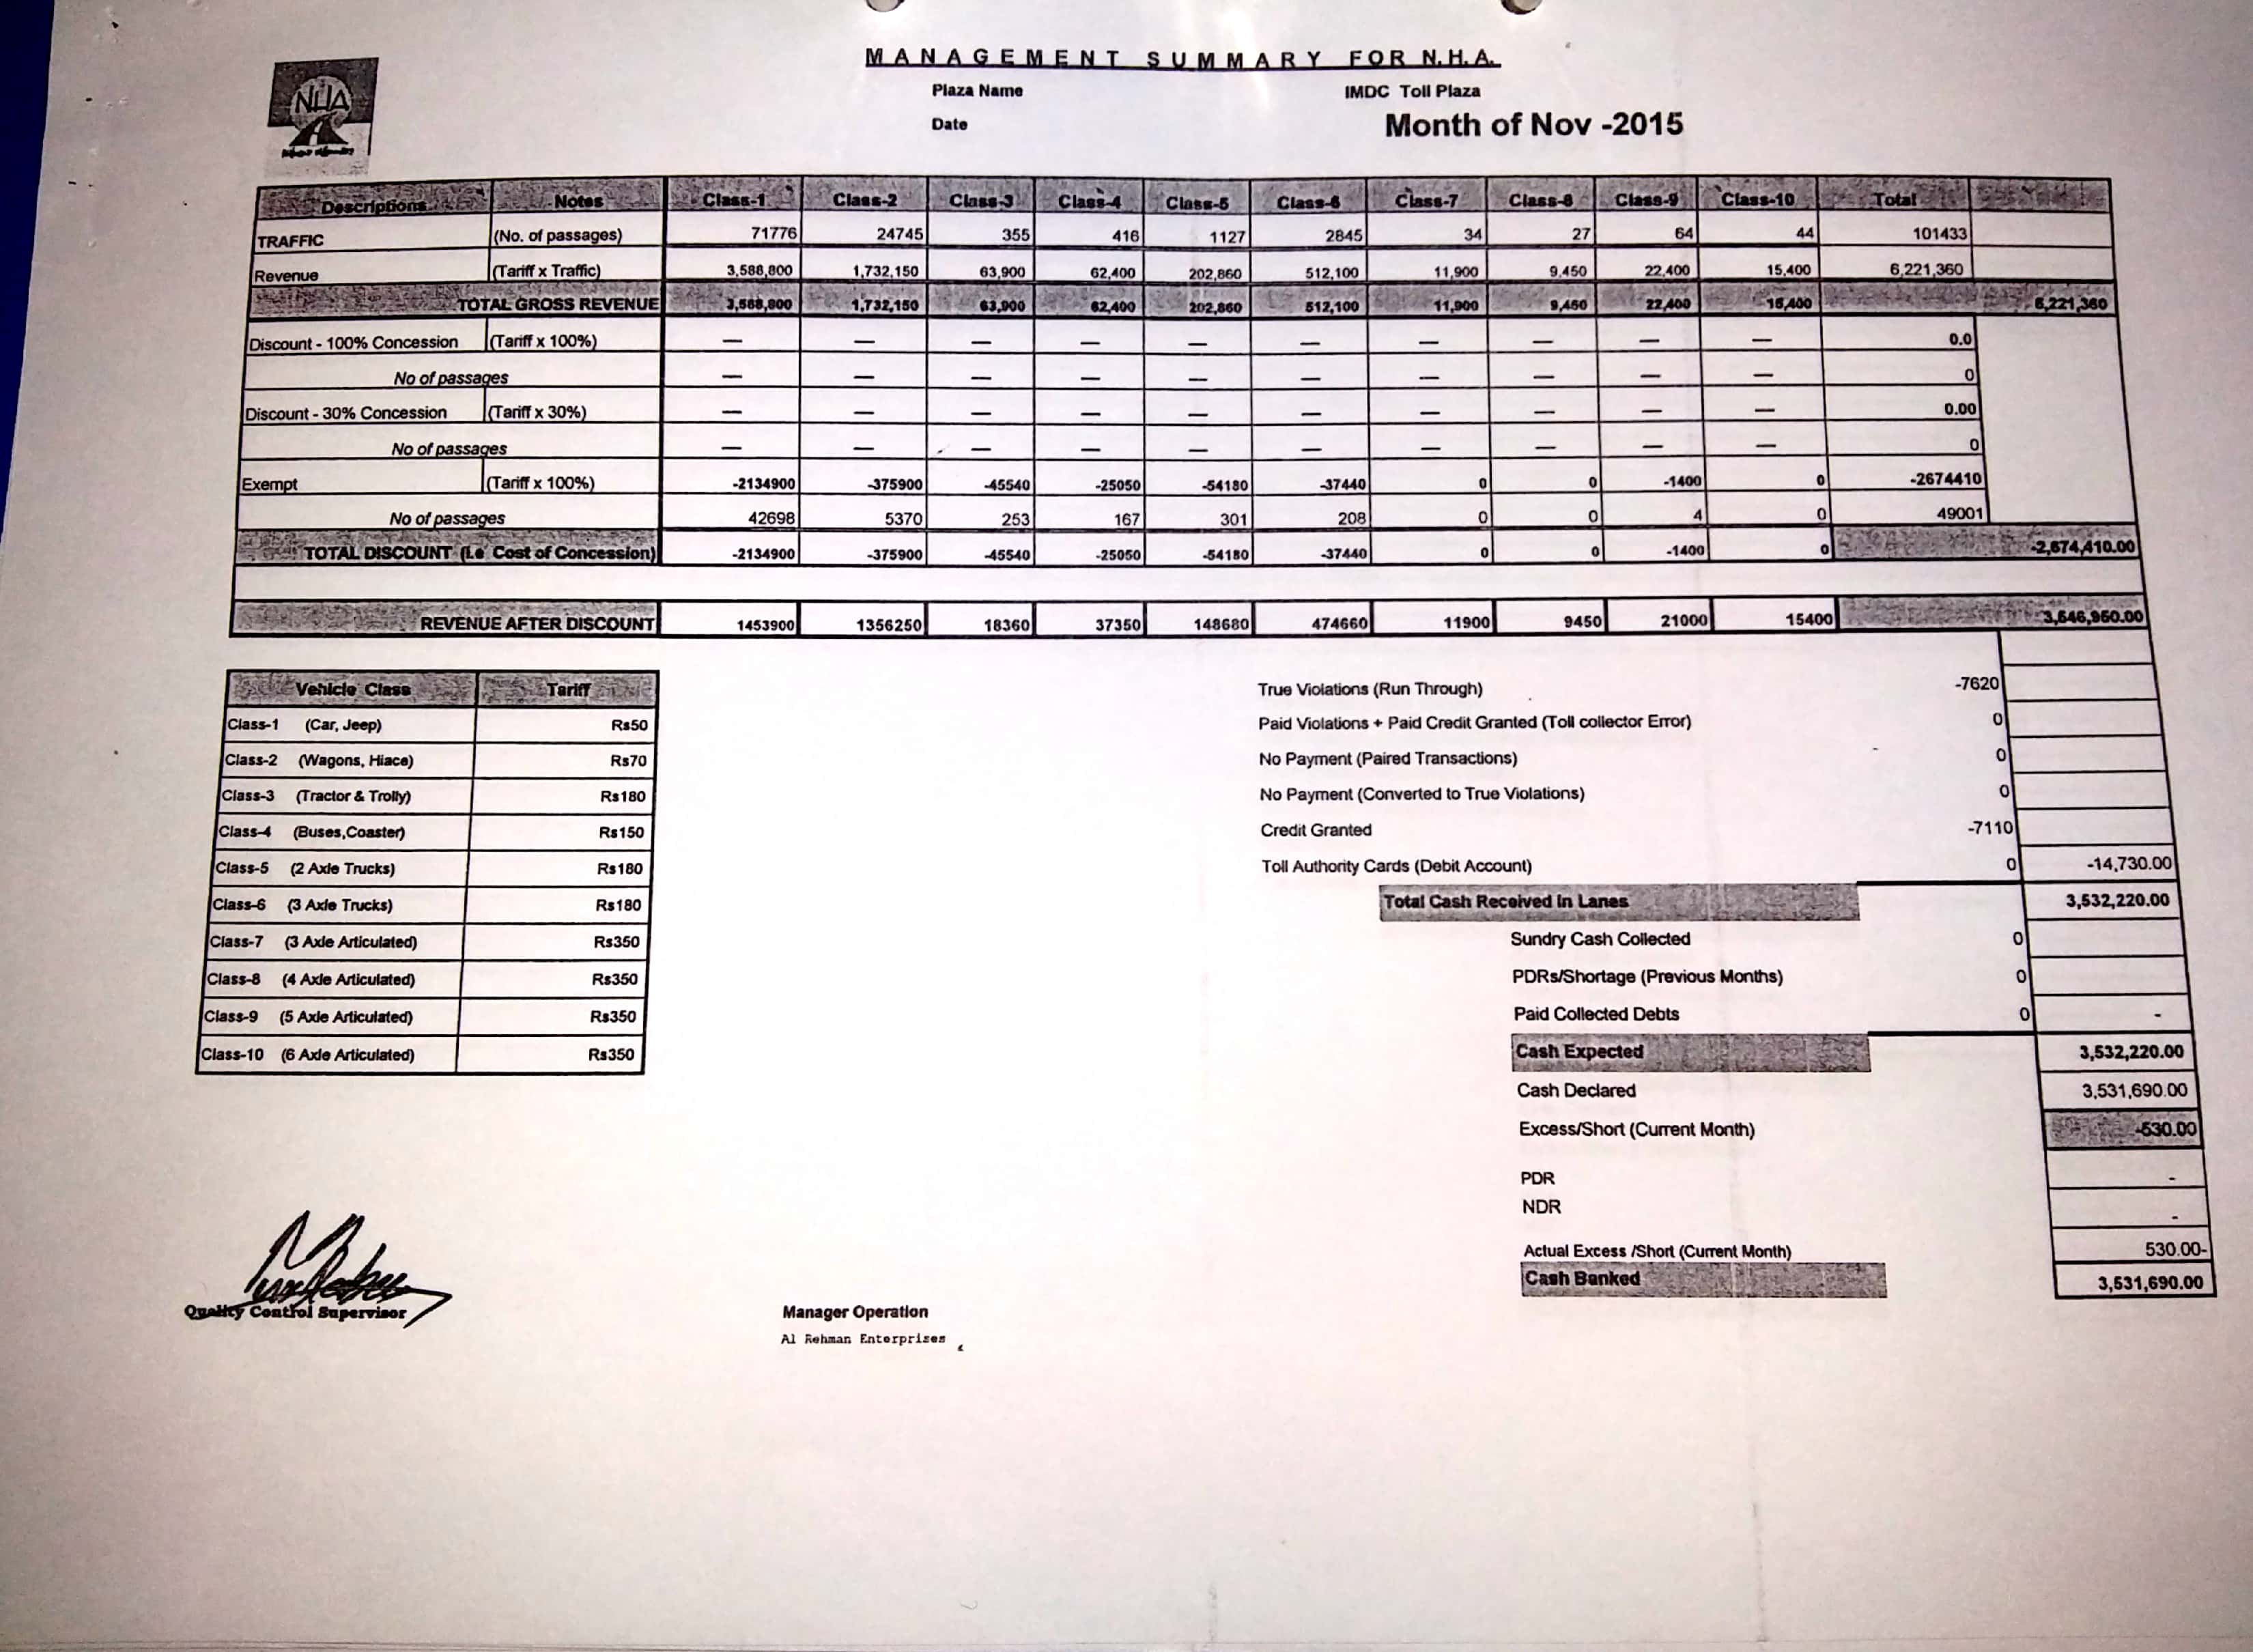 MANAGEMENT SUMMARY FOR N.H.A.
NHA
Plaza Name IMDC Toll Plaza
Date Month of Nov -2015
Descriptions Notes Class-1 Class-2 Class-3 Class-4 Class-5 Class-6 Class-7 Class-8 Class-9 Class-10 Total
TRAFFIC (No. of passages) 71776 24745 355 416 1127 2845 34 27 64 44 101433
Revenue (Tariff x Traffic) 3,588,800 1,732,150 63,900 62,400 202,860 512,100 11,900 9,450 22,400 15,400 6,221,360
TOTAL GROSS REVENUE 3,588,800 1,732,150 63,900 62,400 202,860 512,100 11,900 9,450 22,400 15,400 6,221,360
Discount - 100% Concession (Tariff x 100%) — — — — — — — — — — 0.0
No of passages — — — — — — — — — — 0
Discount - 30% Concession (Tariff x 30%) — — — — — — — — — — 0.00
No of passages — — — — — — — — — — 0
Exempt (Tariff x 100%) -2134900 -375900 -45540 -25050 -54180 -37440 0 0 -1400 0 -2674410
No of passages 42698 5370 253 167 301 208 0 0 4 0 49001
TOTAL DISCOUNT (i.e Cost of Concession) -2134900 -375900 -45540 -25050 -54180 -37440 0 0 -1400 0 -2,674,410.00
REVENUE AFTER DISCOUNT 1453900 1356250 18360 37350 148680 474660 11900 9450 21000 15400 3,546,950.00
Vehicle Class Tariff
Class-1 (Car, Jeep) Rs50
Class-2 (Wagons, Hiace) Rs70
Class-3 (Tractor & Trolly) Rs180
Class-4 (Buses,Coaster) Rs150
Class-5 (2 Axle Trucks) Rs180
Class-6 (3 Axle Trucks) Rs180
Class-7 (3 Axle Articulated) Rs350
Class-8 (4 Axle Articulated) Rs350
Class-9 (5 Axle Articulated) Rs350
Class-10 (6 Axle Articulated) Rs350
True Violations (Run Through) -7620
Paid Violations + Paid Credit Granted (Toll collector Error) 0
No Payment (Paired Transactions) 0
No Payment (Converted to True Violations) 0
Credit Granted -7110
Toll Authority Cards (Debit Account) 0 -14,730.00
Total Cash Received in Lanes 3,532,220.00
Sundry Cash Collected 0
PDRs/Shortage (Previous Months) 0
Paid Collected Debts 0 -
Cash Expected 3,532,220.00
Cash Declared 3,531,690.00
Excess/Short (Current Month) -530.00
PDR -
NDR -
Actual Excess /Short (Current Month) 530.00-
Cash Banked 3,531,690.00
Quality Control Supervisor
Manager Operation
Al Rehman Enterprises